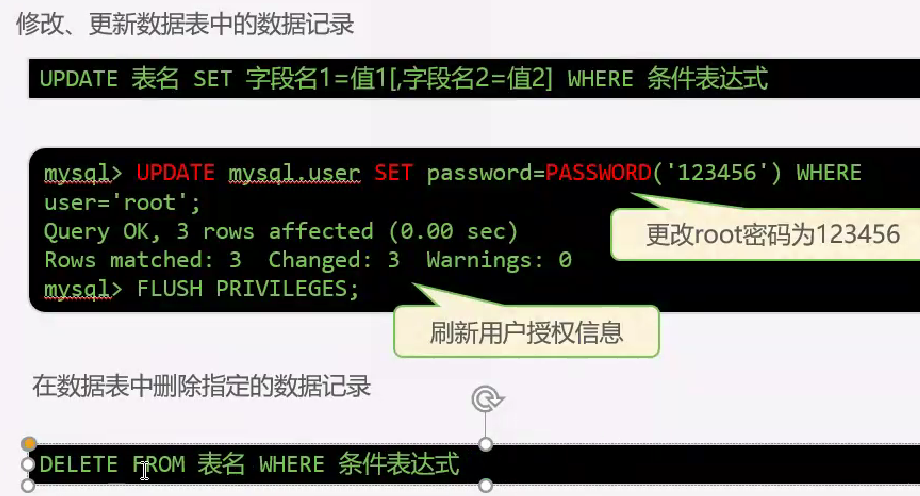 修改、更新数据表中的数据记录
UPDATE 表名 SET 字段名1=值1[,字段名2=值2] WHERE 条件表达式
mysql> UPDATE mysql.user SET password=PASSWORD('123456') WHERE
user='root';
Query OK, 3 rows affected (0.00 sec)
更改root密码为123456
Rows matched: 3  Changed: 3  Warnings: 0
mysql> FLUSH PRIVILEGES;
刷新用户授权信息
在数据表中删除指定的数据记录
DELETE FROM 表名 WHERE 条件表达式